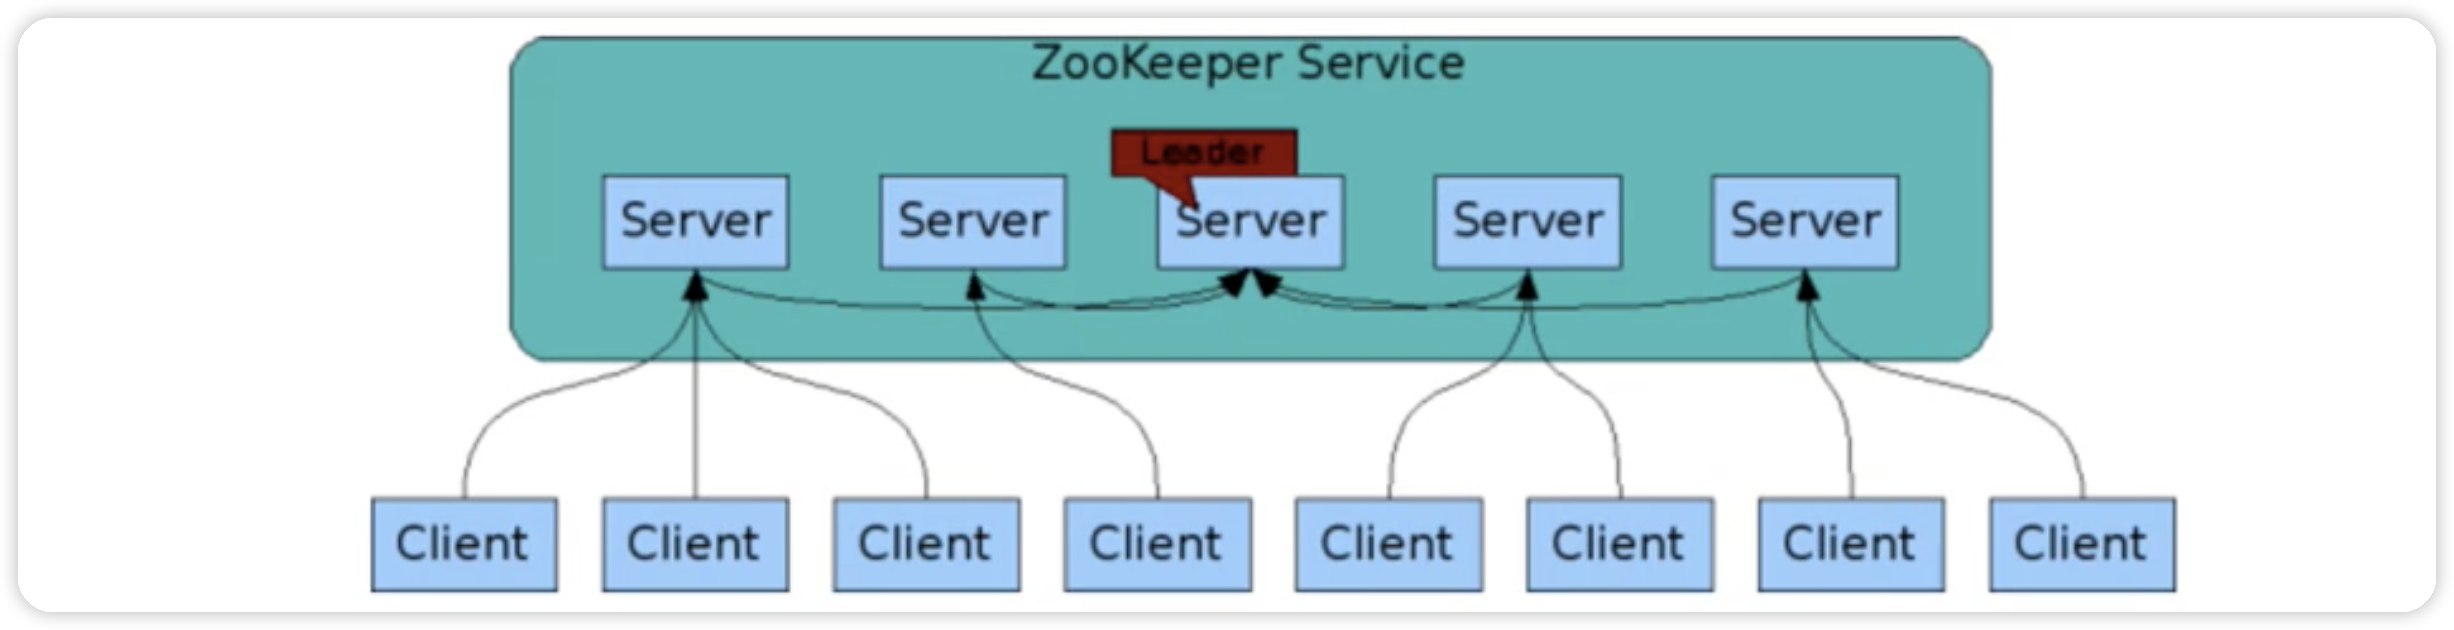 ZooKeeper Service
Leader
Server Server Server Server Server
Client Client Client Client Client Client Client Client